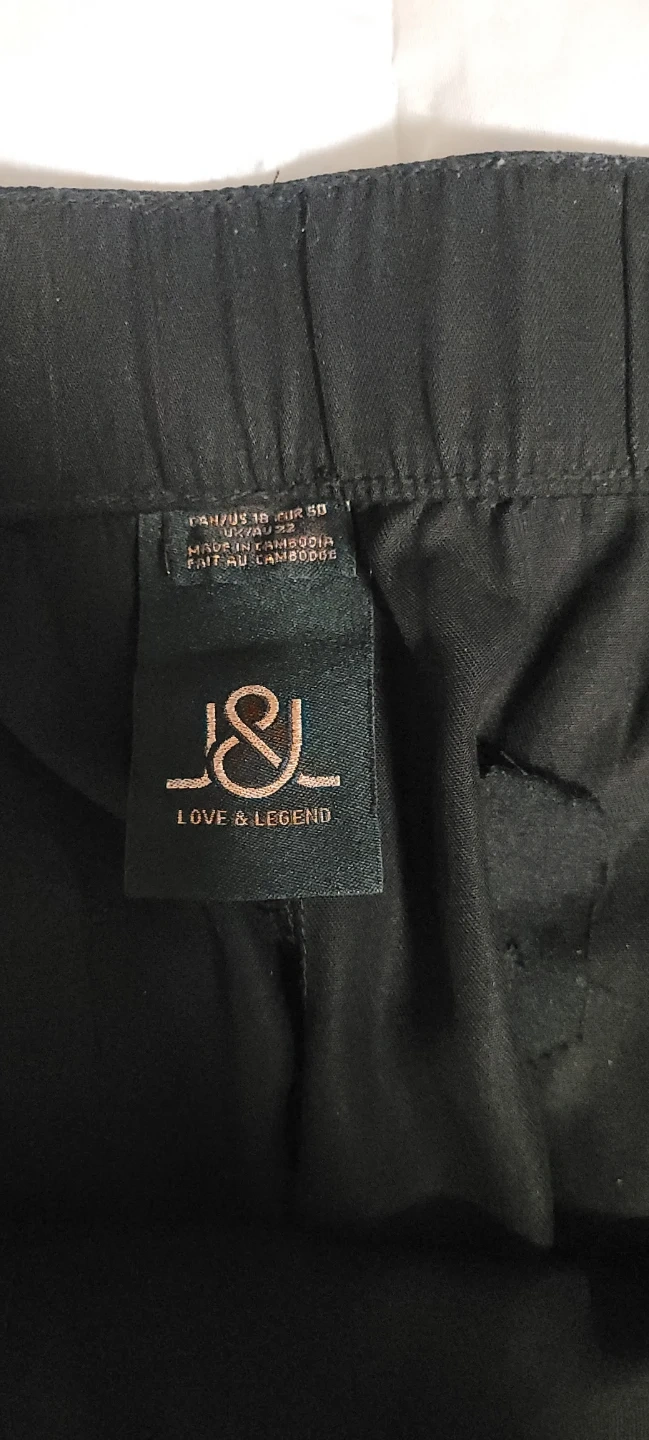 CAN/US 18 EUR 50
UK/AU 22
MADE IN CAMBODIA
FAIT AU CAMBODGE
L&L
LOVE & LEGEND